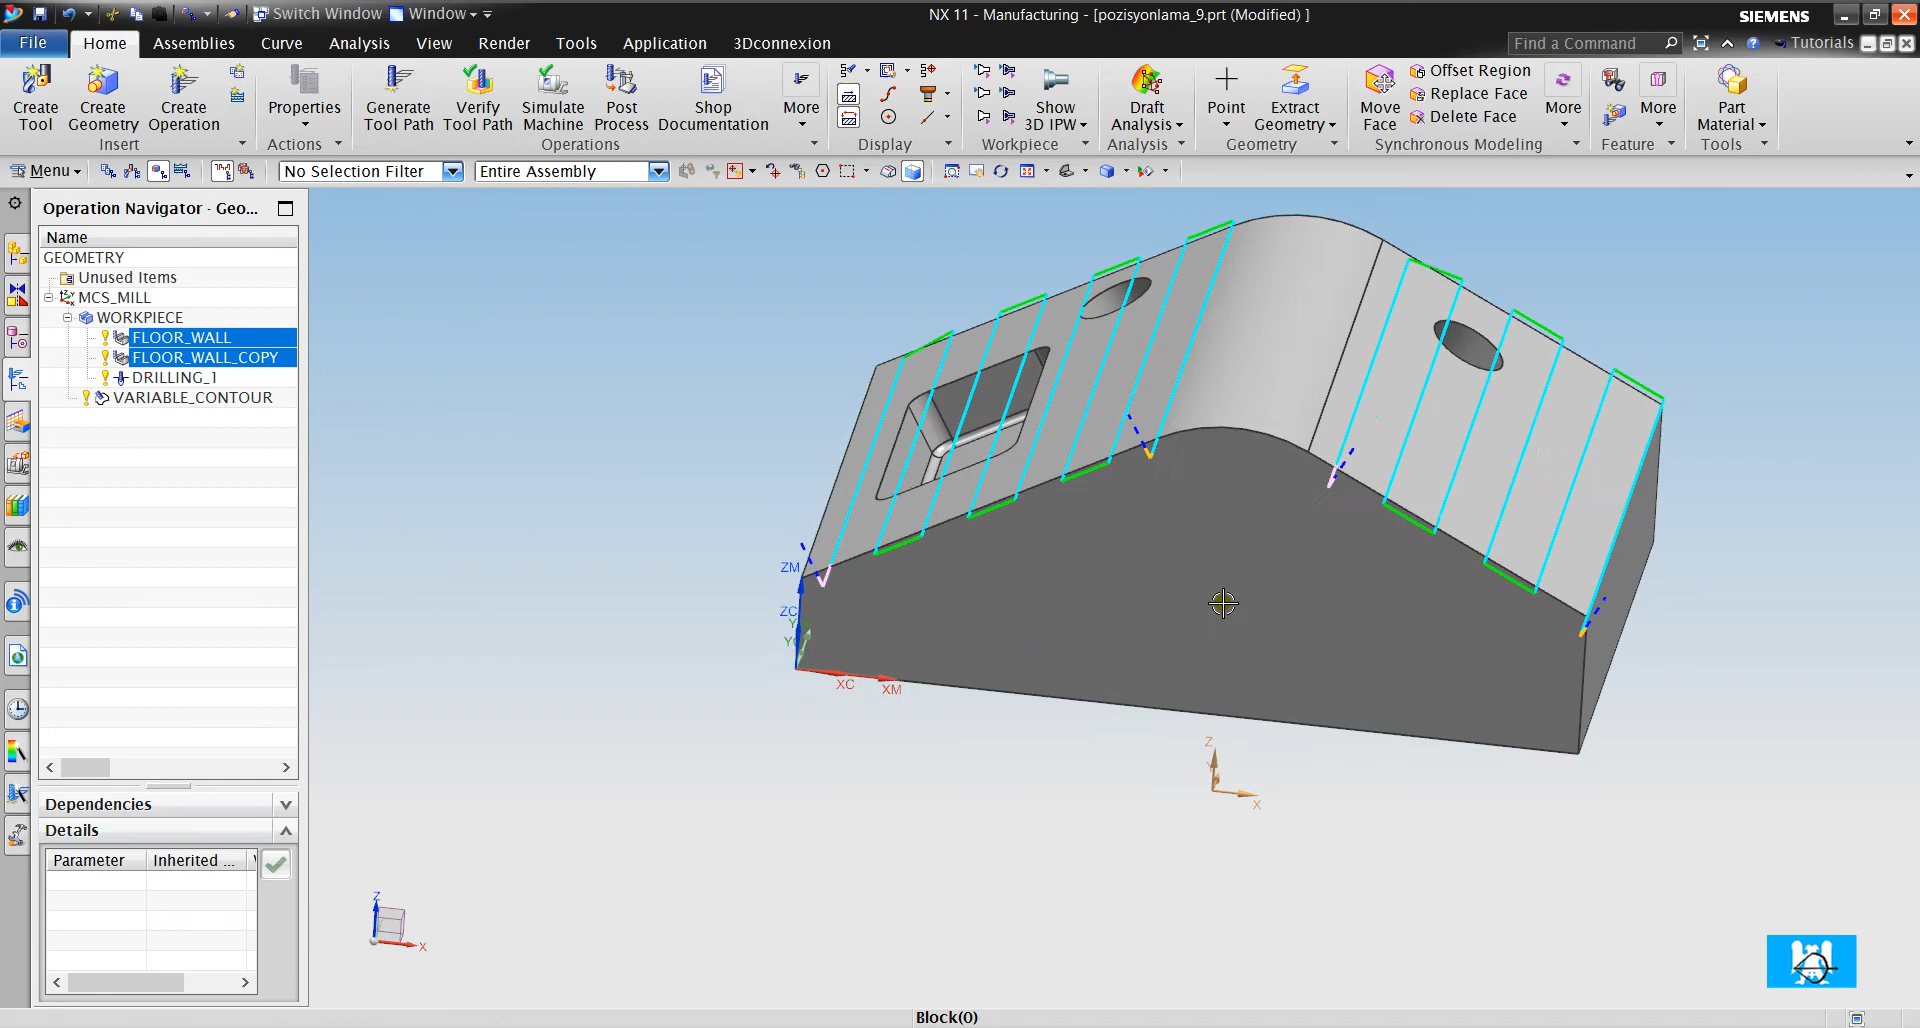 Switch Window Window
NX 11 - Manufacturing - [pozisyonlama_9.prt (Modified) ]
SIEMENS
File Home Assemblies Curve Analysis View Render Tools Application 3Dconnexion
Find a Command
Tutorials
Create Tool
Create Geometry
Create Operation
Properties
Generate Tool Path
Verify Tool Path
Simulate Machine
Post Process
Shop Documentation
More
Show 3D IPW
Draft Analysis
Point
Extract Geometry
Move Face
Offset Region
Replace Face
Delete Face
More
More
Part Material
Insert
Actions
Operations
Display
Workpiece
Analysis
Geometry
Synchronous Modeling
Feature
Tools
Menu
No Selection Filter
Entire Assembly
Operation Navigator - Geo...
Name
GEOMETRY
Unused Items
MCS_MILL
WORKPIECE
FLOOR_WALL
FLOOR_WALL_COPY
DRILLING_1
VARIABLE_CONTOUR
Dependencies
Details
Parameter Inherited ...
ZM
ZC
XC
XM
Z
X
Z
X
Block(0)